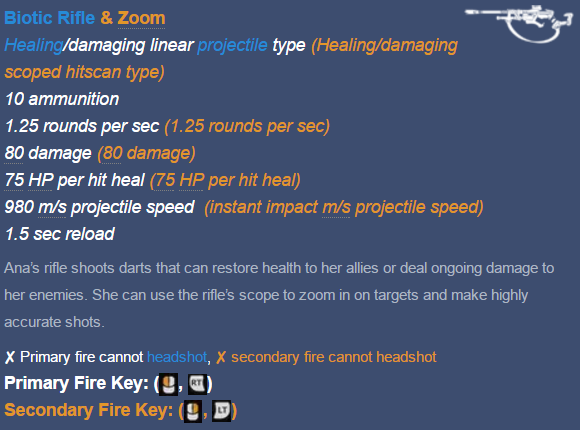 Biotic Rifle & Zoom
Healing/damaging linear projectile type (Healing/damaging
scoped hitscan type)
10 ammunition
1.25 rounds per sec (1.25 rounds per sec)
80 damage (80 damage)
75 HP per hit heal (75 HP per hit heal)
980 m/s projectile speed (instant impact m/s projectile speed)
1.5 sec reload
Ana's rifle shoots darts that can restore health to her allies or deal ongoing damage to
her enemies. She can use the rifle's scope to zoom in on targets and make highly
accurate shots.
✘ Primary fire cannot headshot, ✘ secondary fire cannot headshot
Primary Fire Key: (, RT)
Secondary Fire Key: (, LT)